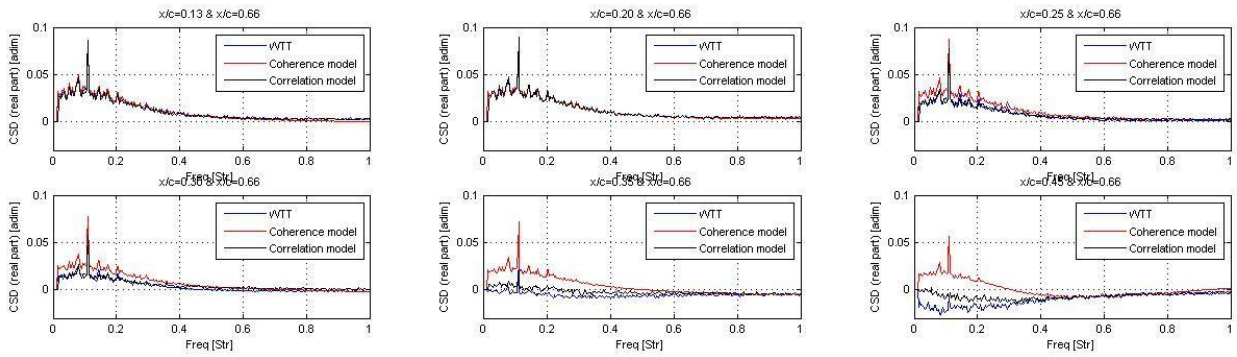 x/c=0.13 & x/c=0.66
x/c=0.20 & x/c=0.66
x/c=0.25 & x/c=0.66
CSD (real part) [adim]
0.1
0.05
0
WTT
Coherence model
Correlation model
0 0.2 0.4 0.6 0.8 1
Freq [Str]
CSD (real part) [adim]
0.1
0.05
0
WTT
Coherence model
Correlation model
0 0.2 0.4 0.6 0.8 1
Freq [Str]
CSD (real part) [adim]
0.1
0.05
0
WTT
Coherence model
Correlation model
0 0.2 0.4 0.6 0.8 1
Freq [Str]
x/c=0.30 & x/c=0.66
x/c=0.35 & x/c=0.66
x/c=0.45 & x/c=0.66
CSD (real part) [adim]
0.1
0.05
0
WTT
Coherence model
Correlation model
0 0.2 0.4 0.6 0.8 1
Freq [Str]
CSD (real part) [adim]
0.1
0.05
0
WTT
Coherence model
Correlation model
0 0.2 0.4 0.6 0.8 1
Freq [Str]
CSD (real part) [adim]
0.1
0.05
0
WTT
Coherence model
Correlation model
0 0.2 0.4 0.6 0.8 1
Freq [Str]